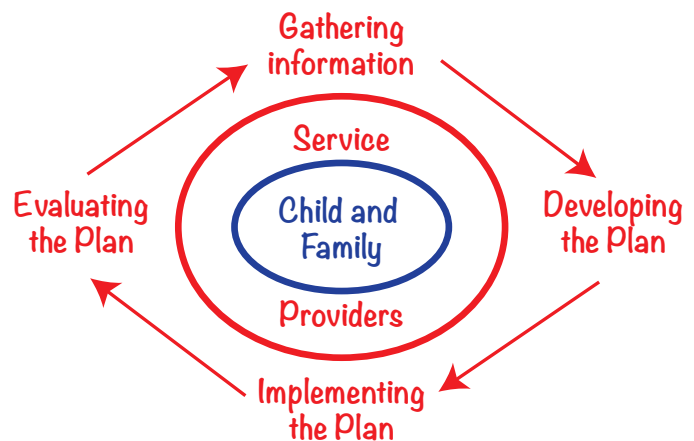 Gathering
information
Service
Child and
Family
Providers
Evaluating
the Plan
Developing
the Plan
Implementing
the Plan